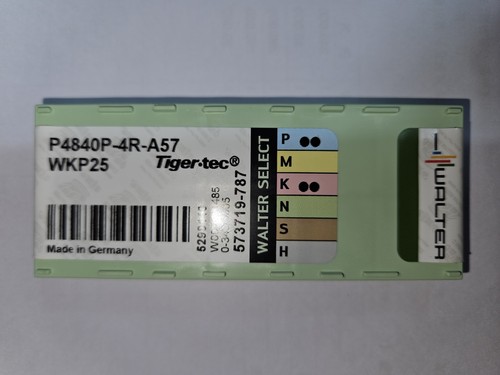 P4840P-4R-A57
WKP25
Tiger·tec®
Made in Germany
573719-787
WALTER SELECT
P ●●
M
K ●●
N
S
H
WALTER